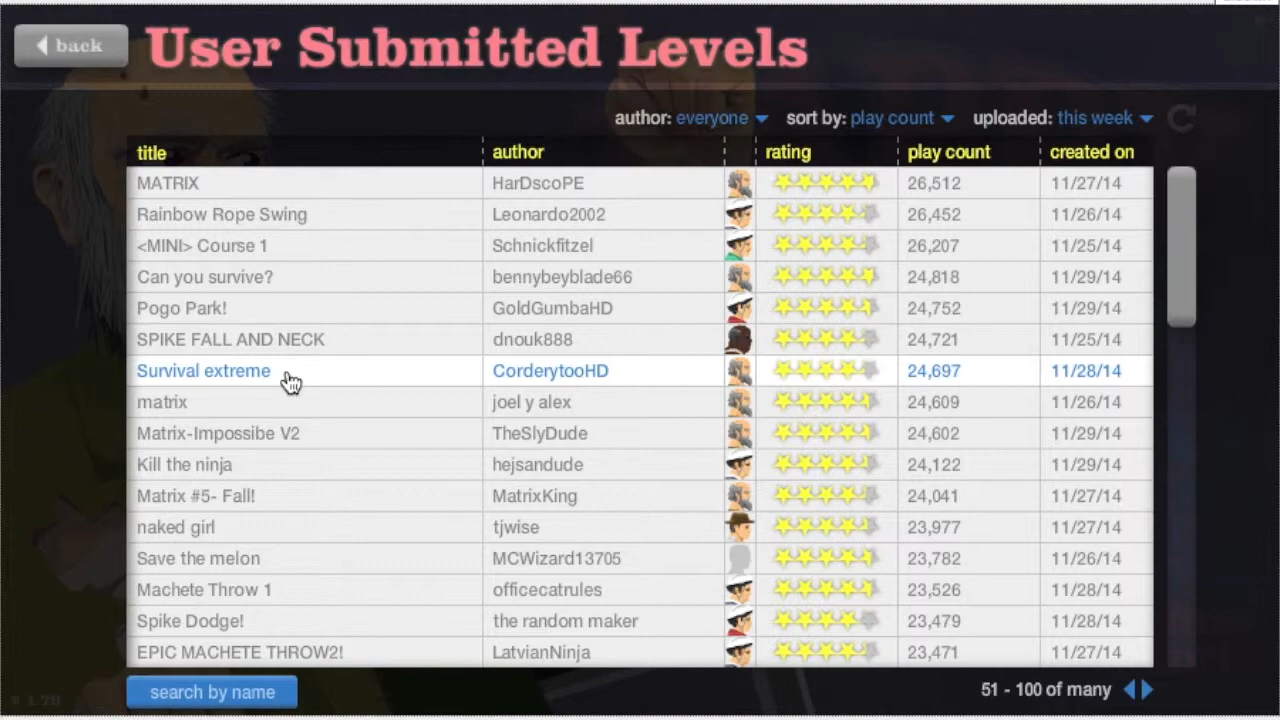 back
User Submitted Levels
author: everyone sort by: play count uploaded: this week
title author rating play count created on
MATRIX HarDscoPE 26,512 11/27/14
Rainbow Rope Swing Leonardo2002 26,452 11/26/14
<MINI> Course 1 Schnickfitzel 26,207 11/25/14
Can you survive? bennybeyblade66 24,818 11/29/14
Pogo Park! GoldGumbaHD 24,752 11/29/14
SPIKE FALL AND NECK dnouk888 24,721 11/25/14
Survival extreme CorderytooHD 24,697 11/28/14
matrix joel y alex 24,609 11/26/14
Matrix-Impossibe V2 TheSlyDude 24,602 11/29/14
Kill the ninja hejsandude 24,122 11/29/14
Matrix #5- Fall! MatrixKing 24,041 11/27/14
naked girl tjwise 23,977 11/27/14
Save the melon MCWizard13705 23,782 11/26/14
Machete Throw 1 officecatrules 23,526 11/28/14
Spike Dodge! the random maker 23,479 11/28/14
EPIC MACHETE THROW2! LatvianNinja 23,471 11/27/14
search by name 51 - 100 of many